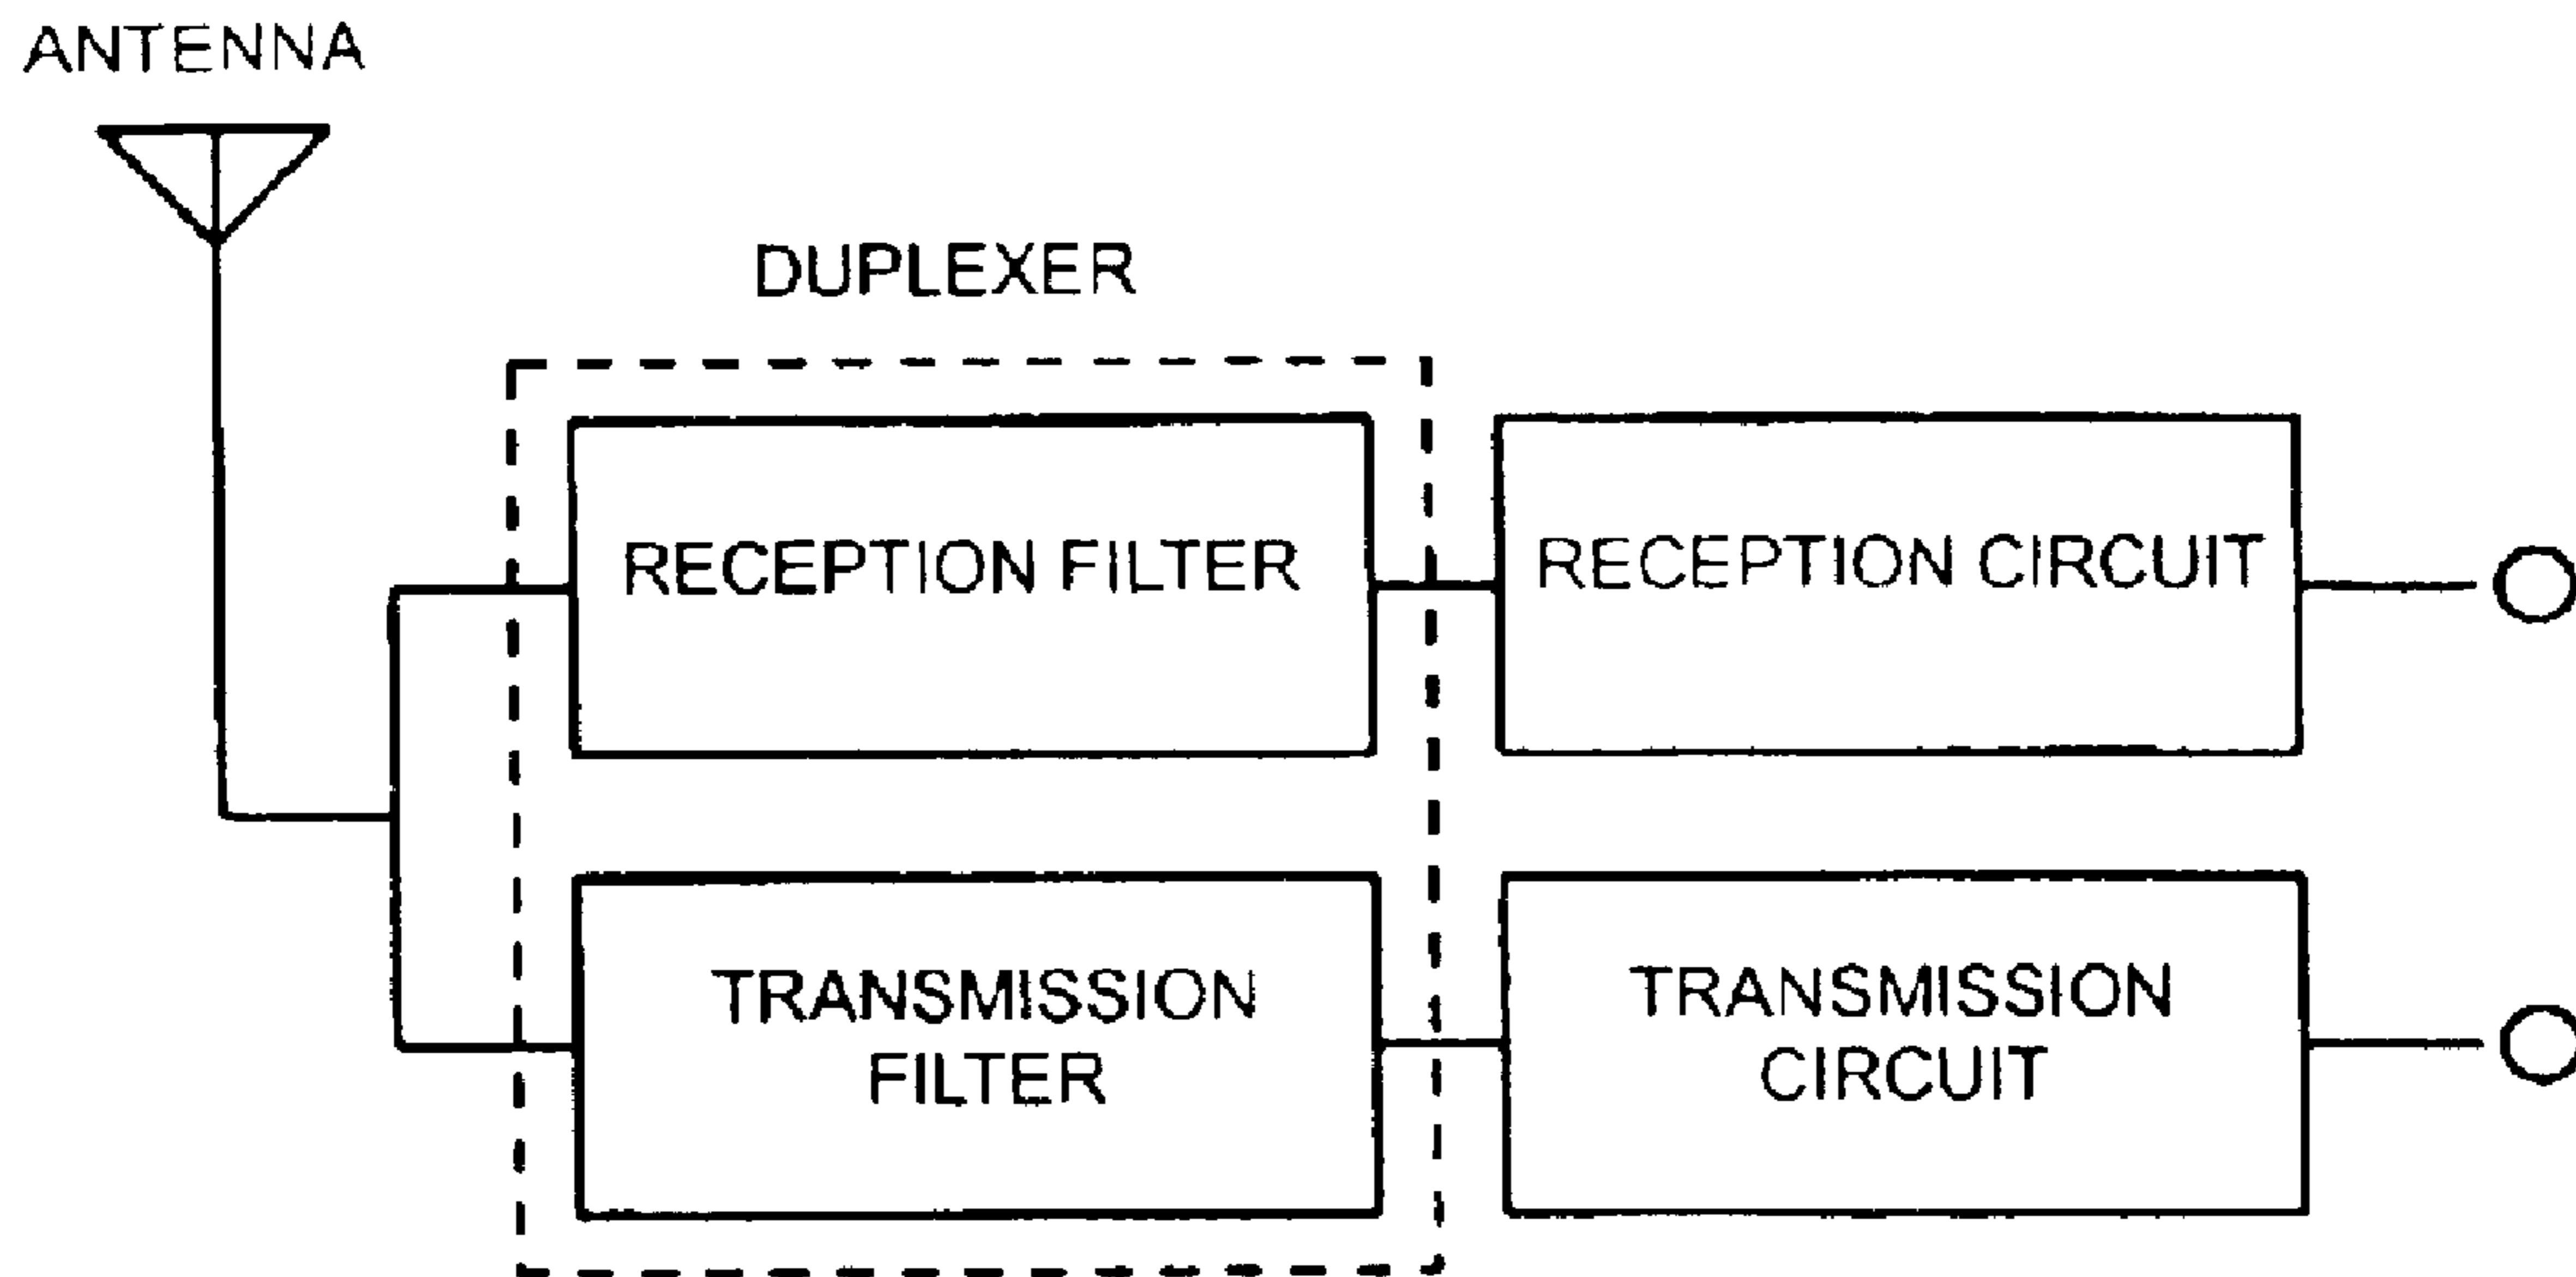 ANTENNA
DUPLEXER
RECEPTION FILTER
RECEPTION CIRCUIT
TRANSMISSION
FILTER
TRANSMISSION
CIRCUIT